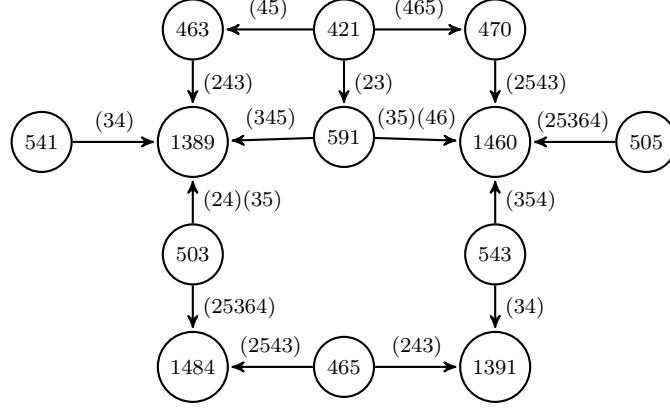 (45) (465)
463 421 470
(243) (23) (2543)
(34) (345) (35)(46) (25364)
541 1389 591 1460 505
(24)(35) (354)
503 543
(25364) (34)
(2543) (243)
1484 465 1391